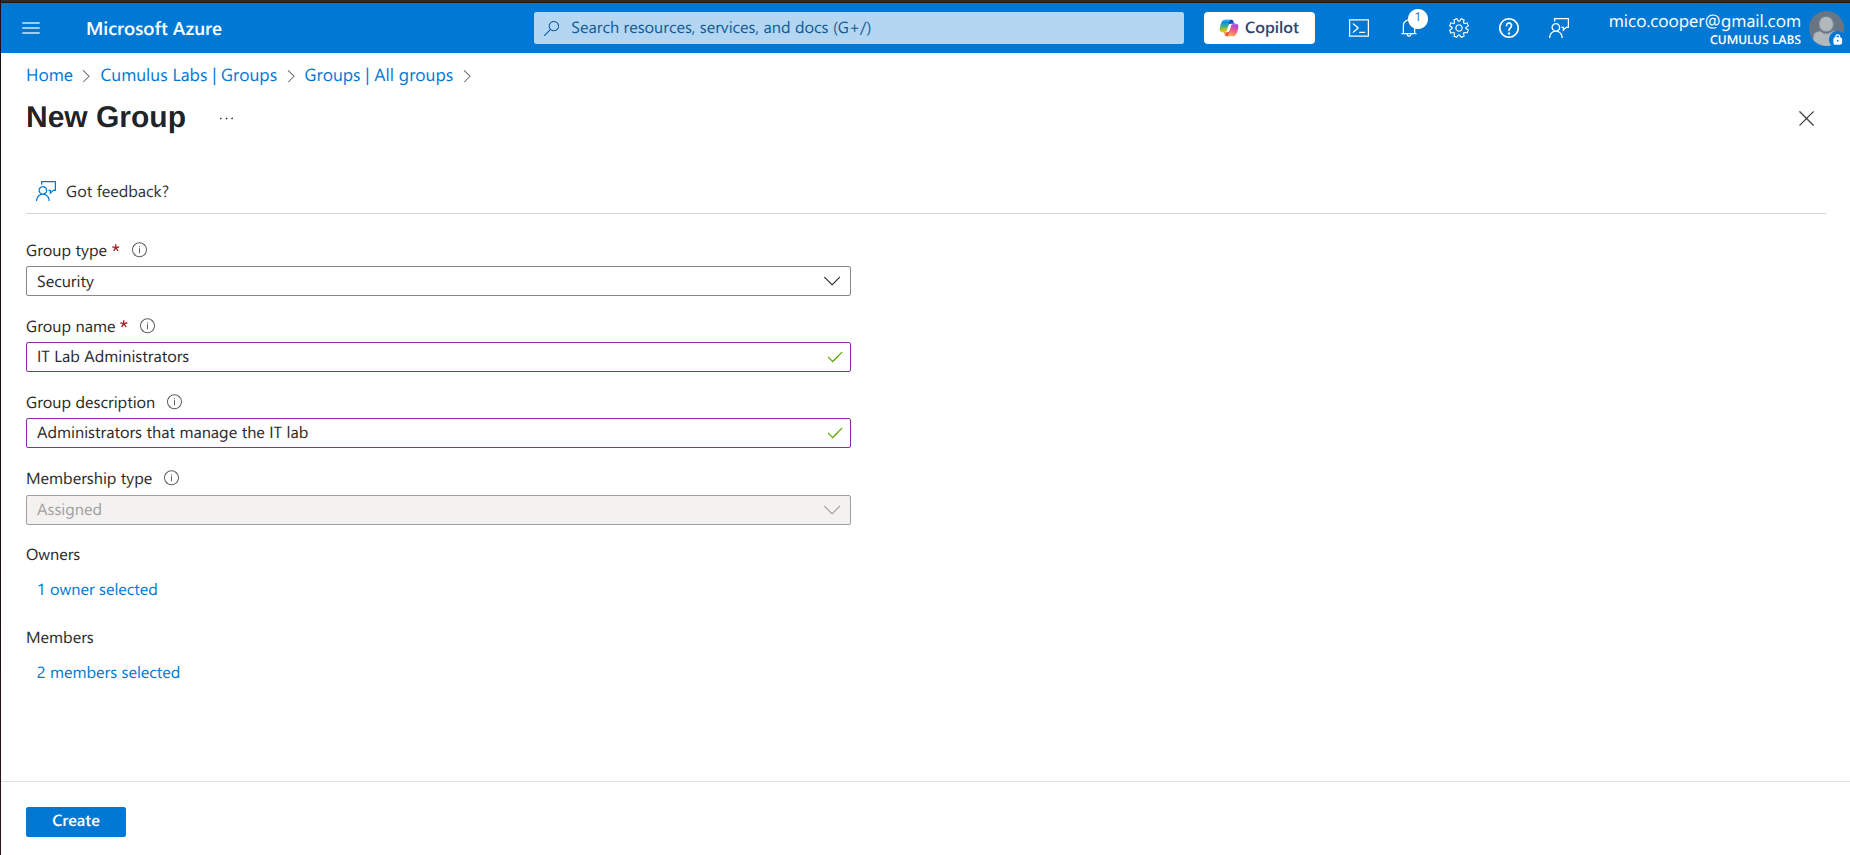 Microsoft Azure
Search resources, services, and docs (G+/)
Copilot
1
mico.cooper@gmail.com
CUMULUS LABS
Home > Cumulus Labs | Groups > Groups | All groups >
New Group ...
Got feedback?
Group type *
Security
Group name *
IT Lab Administrators
Group description
Administrators that manage the IT lab
Membership type
Assigned
Owners
1 owner selected
Members
2 members selected
Create